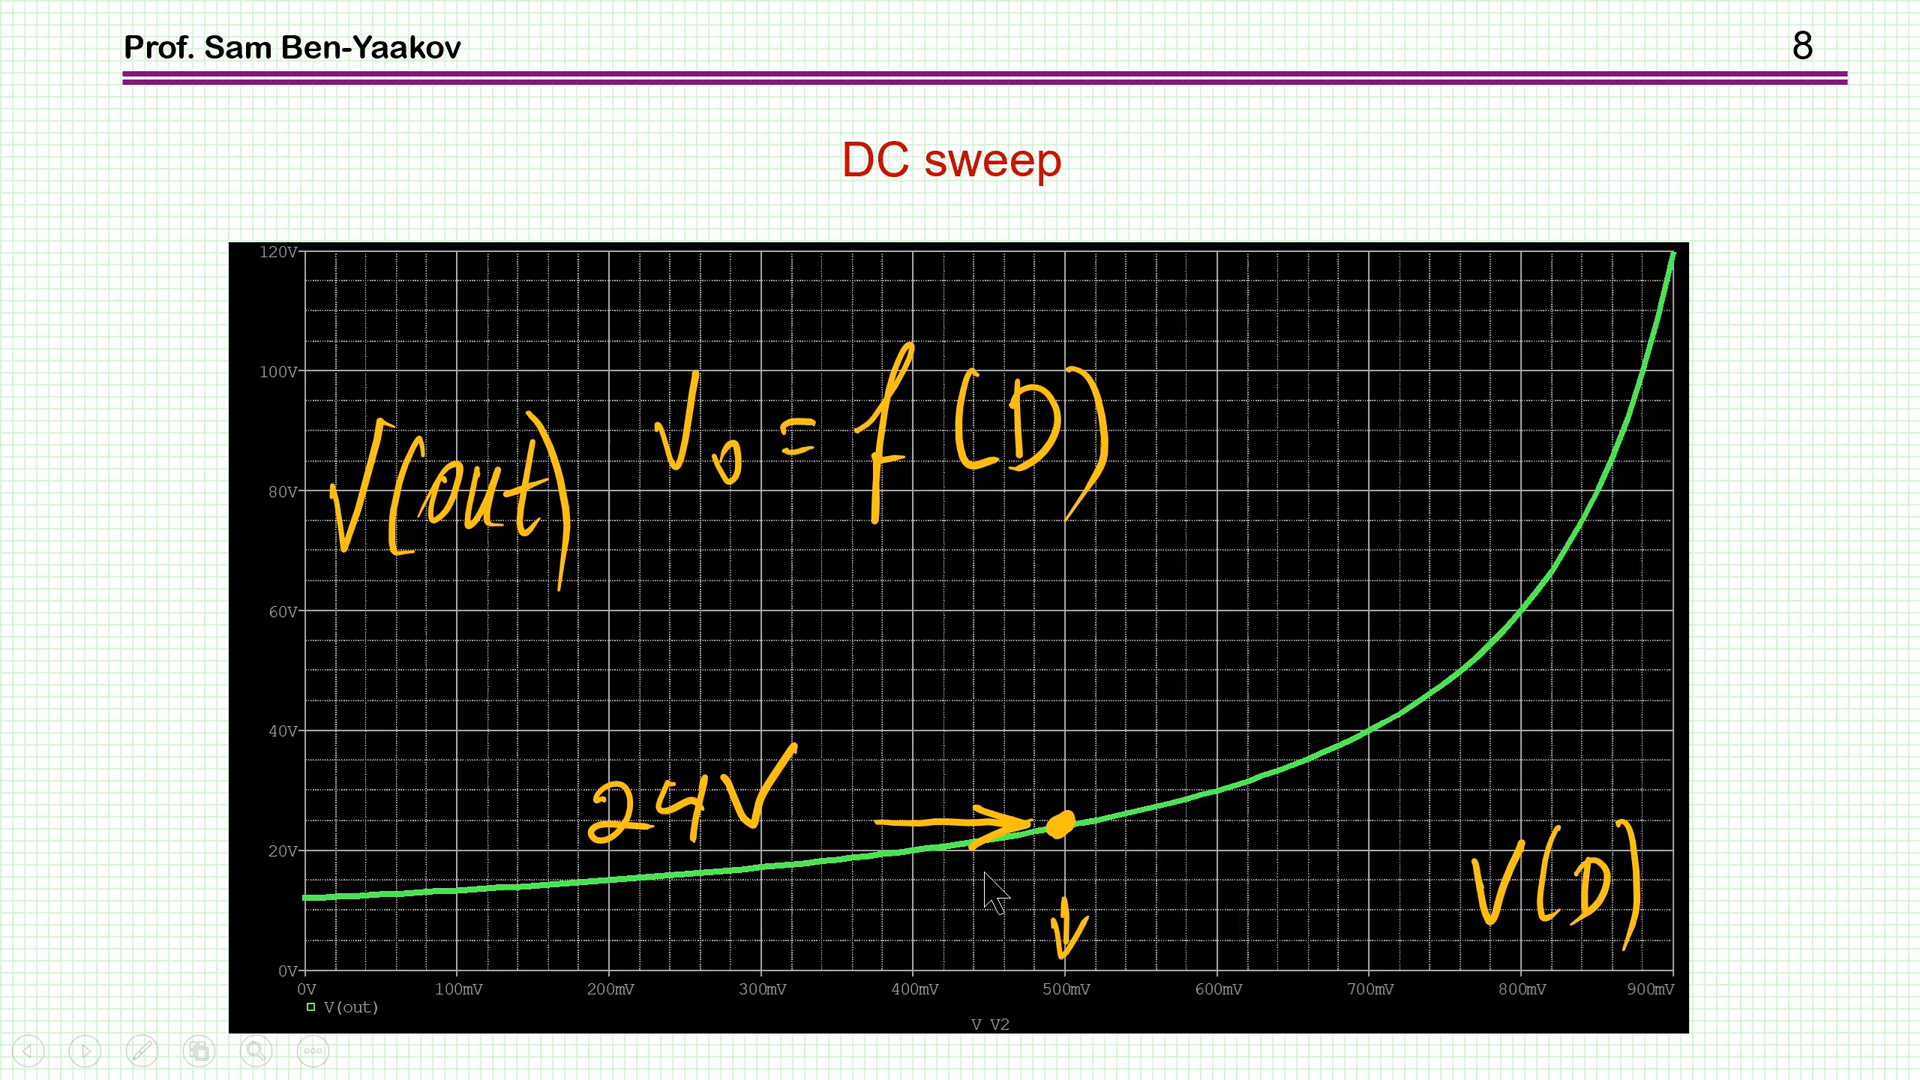 Prof. Sam Ben-Yaakov
8
DC sweep
120V
100V
80V
60V
40V
20V
0V
V(out)
Vo = f(D)
24V
V(D)
0V 100mV 200mV 300mV 400mV 500mV 600mV 700mV 800mV 900mV
V(out)
V V2